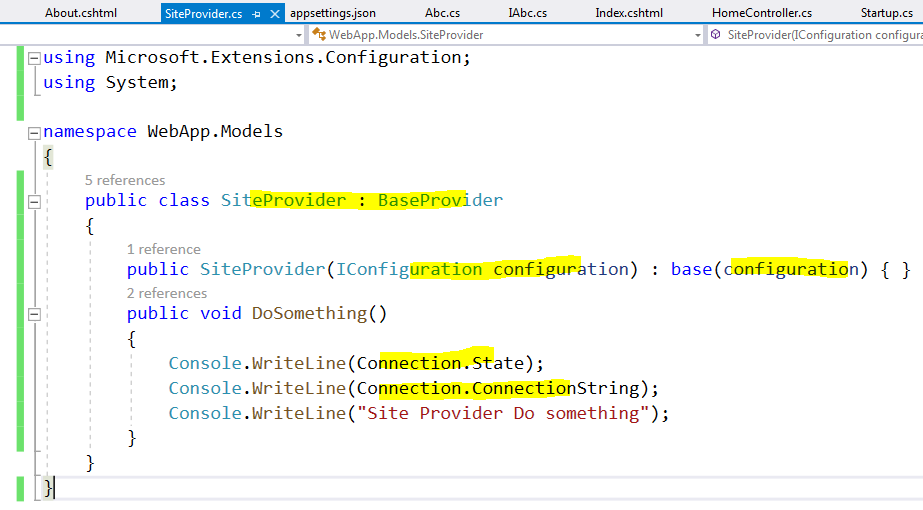 About.cshtml SiteProvider.cs appsettings.json Abc.cs IAbc.cs Index.cshtml HomeController.cs Startup.cs
WebApp.Models.SiteProvider SiteProvider(IConfiguration configura
using Microsoft.Extensions.Configuration;
using System;
namespace WebApp.Models
{
5 references
public class SiteProvider : BaseProvider
{
1 reference
public SiteProvider(IConfiguration configuration) : base(configuration) { }
2 references
public void DoSomething()
{
Console.WriteLine(Connection.State);
Console.WriteLine(Connection.ConnectionString);
Console.WriteLine("Site Provider Do something");
}
}
}